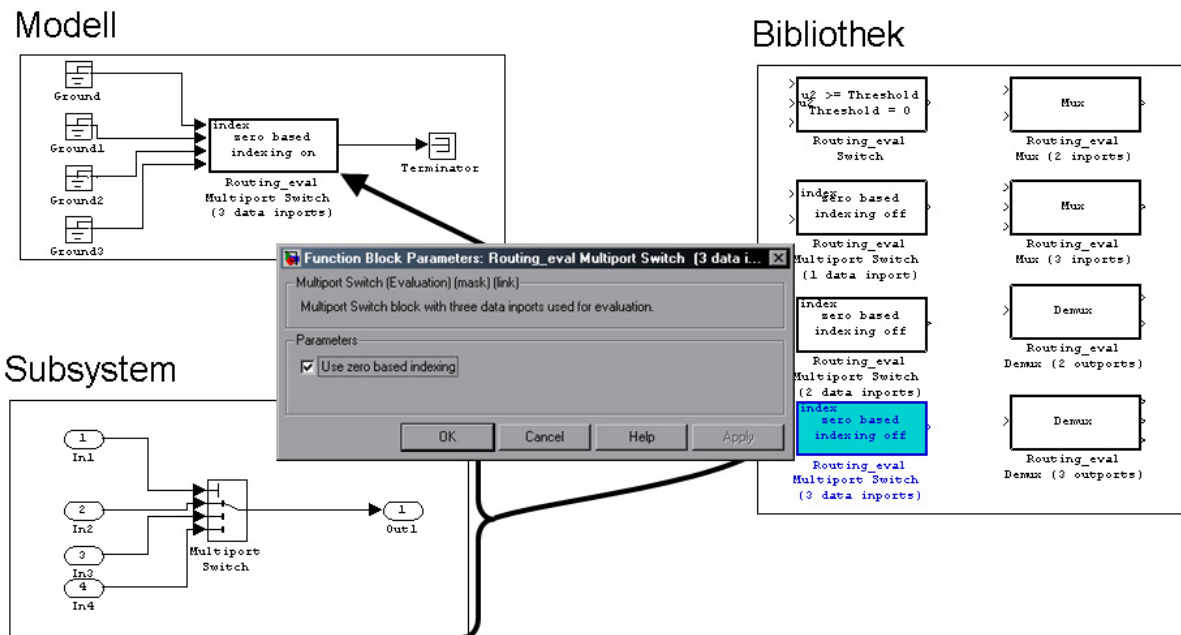 Modell
Ground
Ground1
Ground2
Ground3
index
zero based
indexing on
Routing_eval
Multiport Switch
(3 data inports)
Terminator
Bibliothek
u2 >= Threshold
u2
Threshold = 0
Routing_eval
Switch
index
zero based
indexing off
Routing_eval
Multiport Switch
(1 data inport)
index
zero based
indexing off
Routing_eval
Multiport Switch
(2 data inports)
index
zero based
indexing off
Routing_eval
Multiport Switch
(3 data inports)
Mux
Routing_eval
Mux (2 inports)
Mux
Routing_eval
Mux (3 inports)
Demux
Routing_eval
Demux (2 outports)
Demux
Routing_eval
Demux (3 outports)
Function Block Parameters: Routing_eval Multiport Switch (3 data i...
Multiport Switch (Evaluation) (mask) (link)
Multiport Switch block with three data inports used for evaluation.
Parameters
Use zero based indexing
OK
Cancel
Help
Apply
Subsystem
1
In1
2
In2
3
In3
4
In4
Multiport
Switch
1
Out1